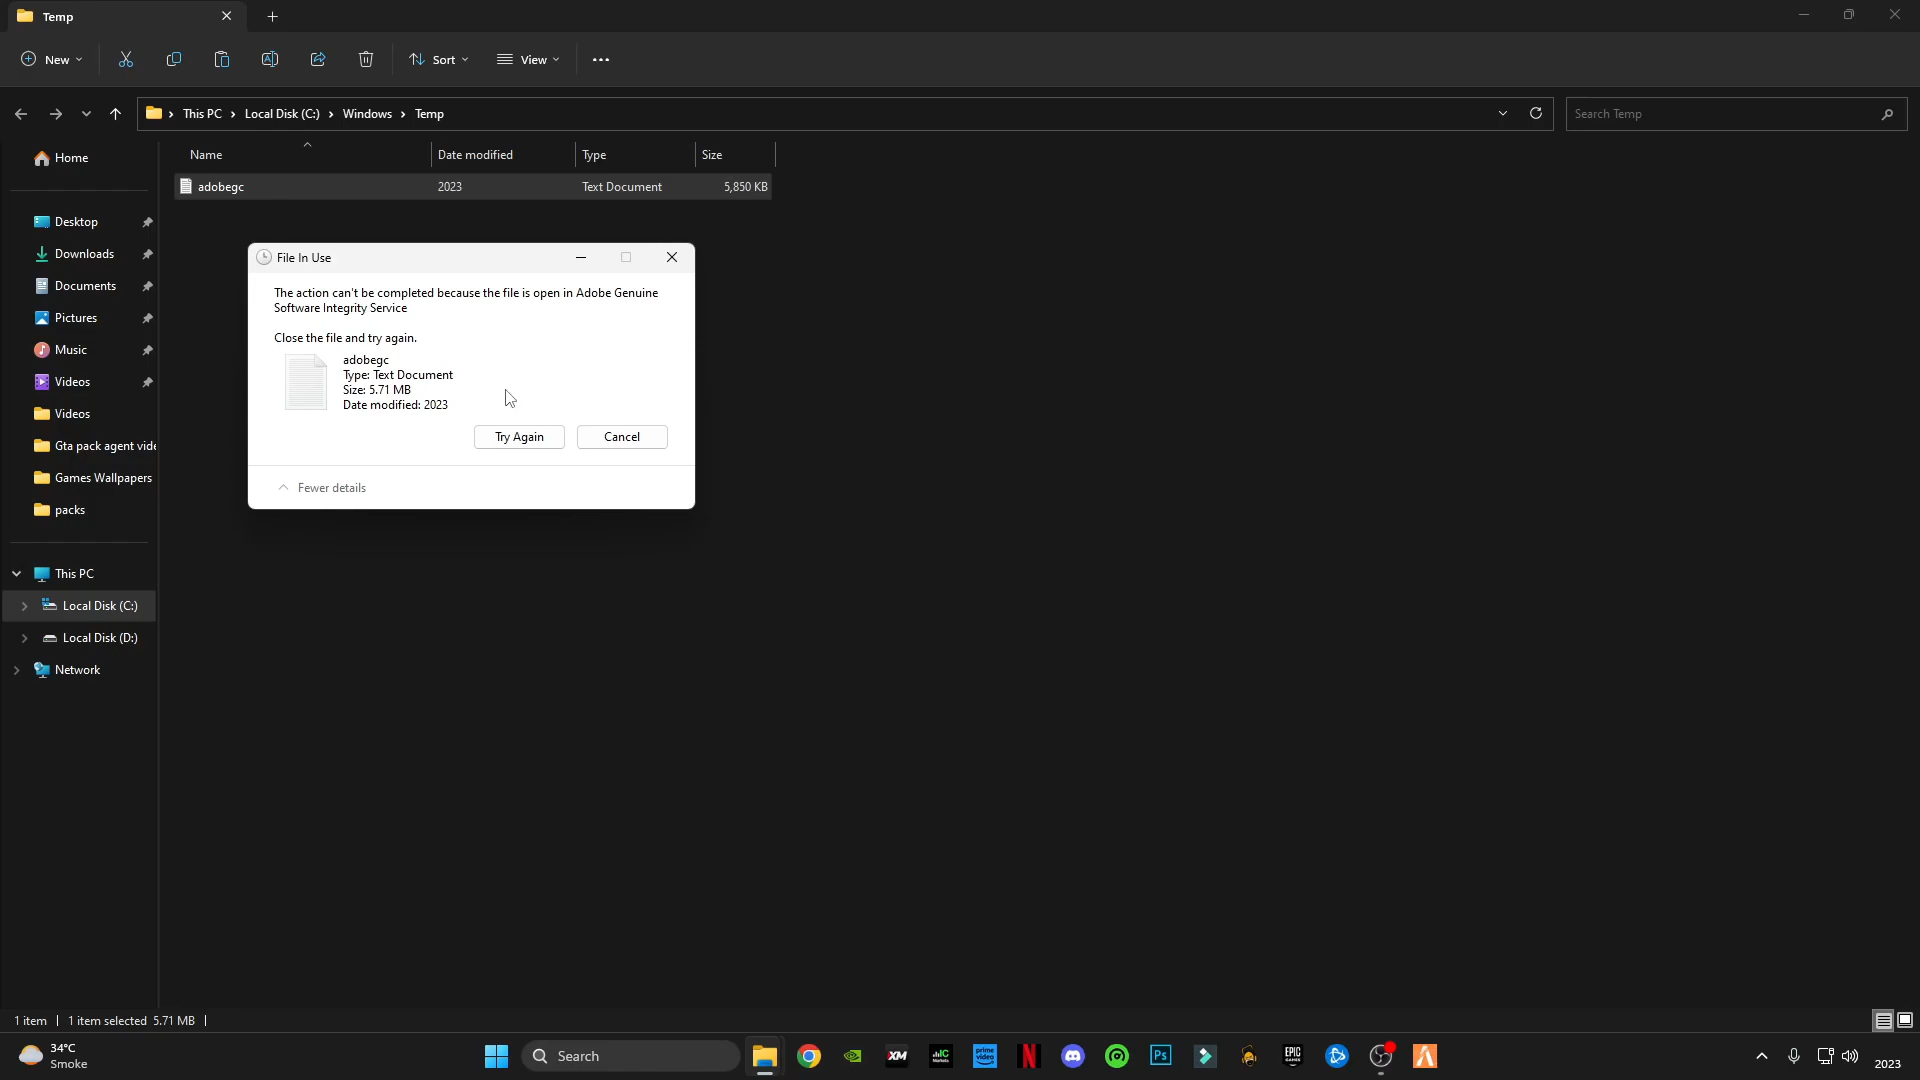 Temp
New
Sort
View
This PC
Local Disk (C:)
Windows
Temp
Search Temp
Name
Date modified
Type
Size
adobegc
2023
Text Document
5,850 KB
Home
Desktop
Downloads
Documents
Pictures
Music
Videos
Videos
Gta pack agent vide
Games Wallpapers
packs
This PC
Local Disk (C:)
Local Disk (D:)
Network
File In Use
The action can't be completed because the file is open in Adobe Genuine
Software Integrity Service
Close the file and try again.
adobegc
Type: Text Document
Size: 5.71 MB
Date modified: 2023
Try Again
Cancel
Fewer details
1 item
1 item selected 5.71 MB
34°C
Smoke
Search
XM
IC
Markets
prime
video
N
Ps
EPIC
GAMES
2023